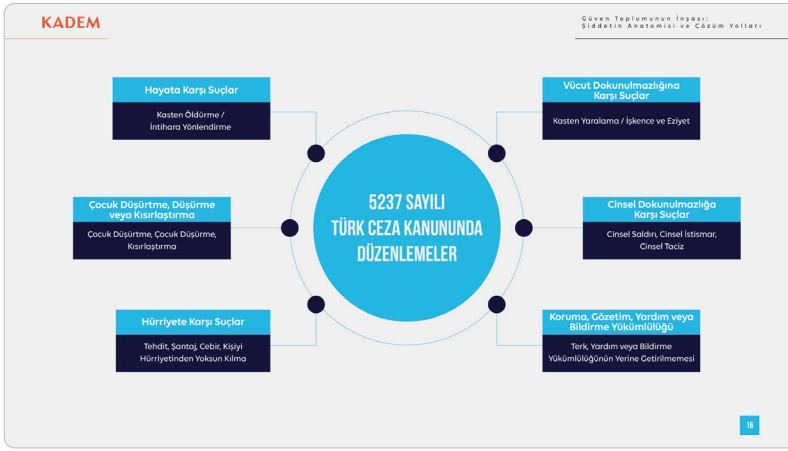 KADEM
Güven Toplumunun İnşası:
Şiddetin Anatomisi ve Çözüm Yolları
Hayata Karşı Suçlar
Kasten Öldürme /
İntihara Yönlendirme
Vücut Dokunulmazlığına
Karşı Suçlar
Kasten Yaralama / İşkence ve Eziyet
Çocuk Düşürtme, Düşürme
veya Kısırlaştırma
Çocuk Düşürtme, Çocuk Düşürme,
Kısırlaştırma
5237 SAYILI
TÜRK CEZA KANUNUNDA
DÜZENLEMELER
Cinsel Dokunulmazlığa
Karşı Suçlar
Cinsel Saldırı, Cinsel İstismar,
Cinsel Taciz
Hürriyete Karşı Suçlar
Tehdit, Şantaj, Cebir, Kişiyi
Hürriyetinden Yoksun Kılma
Koruma, Gözetim, Yardım veya
Bildirme Yükümlülüğü
Terk, Yardım veya Bildirme
Yükümlülüğünün Yerine Getirilmemesi
16